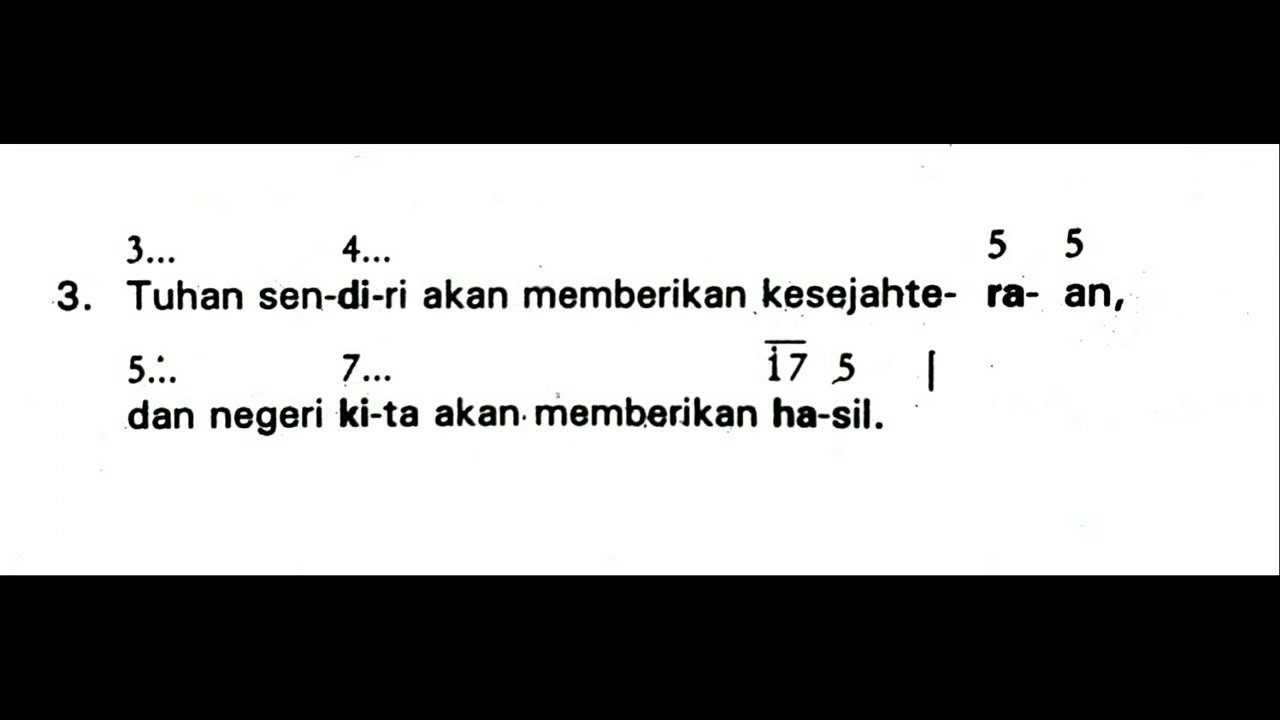 3... 4... 5 5
3. Tuhan sen-di-ri akan memberikan kesejahte- ra- an,
5... 7... i7 5 |
dan negeri ki-ta akan memberikan ha-sil.